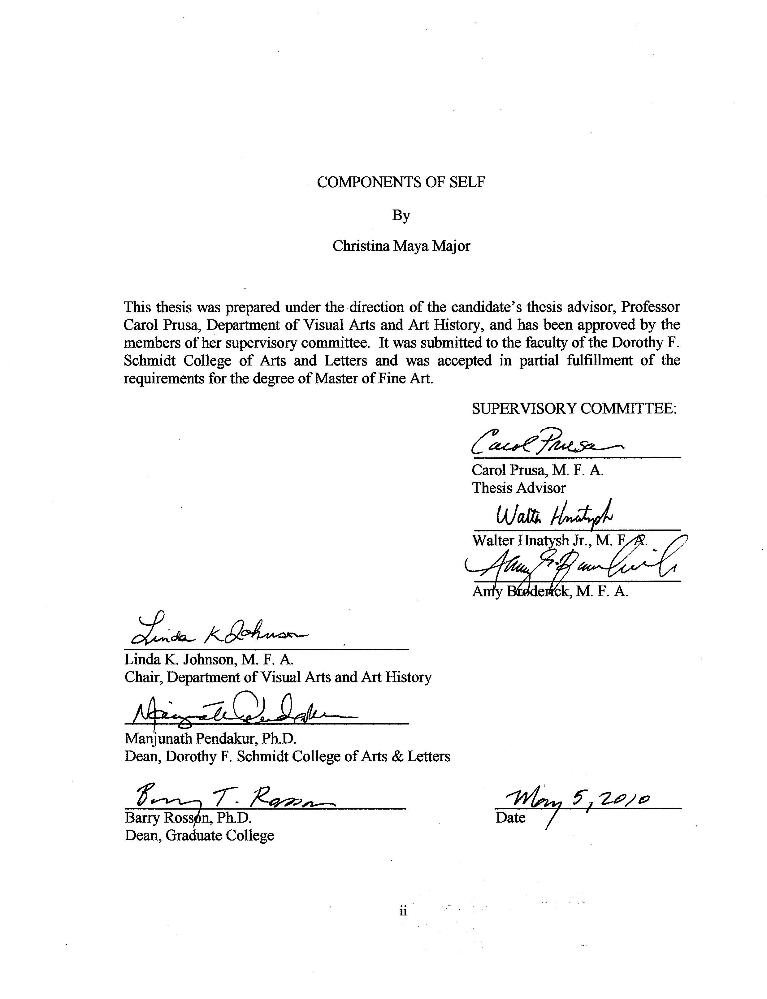 COMPONENTS OF SELF
By
Christina Maya Major
This thesis was prepared under the direction of the candidate's thesis advisor, Professor
Carol Prusa, Department of Visual Arts and Art History, and has been approved by the
members of her supervisory committee. It was submitted to the faculty of the Dorothy F.
Schmidt College of Arts and Letters and was accepted in partial fulfillment of the
requirements for the degree of Master of Fine Art.
SUPERVISORY COMMITTEE:
Carol Prusa
Carol Prusa, M. F. A.
Thesis Advisor
Walter Hnatysh
Walter Hnatysh Jr., M. F. A.
Amy S. Broderick
Amy Broderick, M. F. A.
Linda K Johnson
Linda K. Johnson, M. F. A.
Chair, Department of Visual Arts and Art History
Manjunath Pendakur
Manjunath Pendakur, Ph.D.
Dean, Dorothy F. Schmidt College of Arts & Letters
Barry T. Rosson May 5, 2010
Barry Rosson, Ph.D. Date
Dean, Graduate College
ii